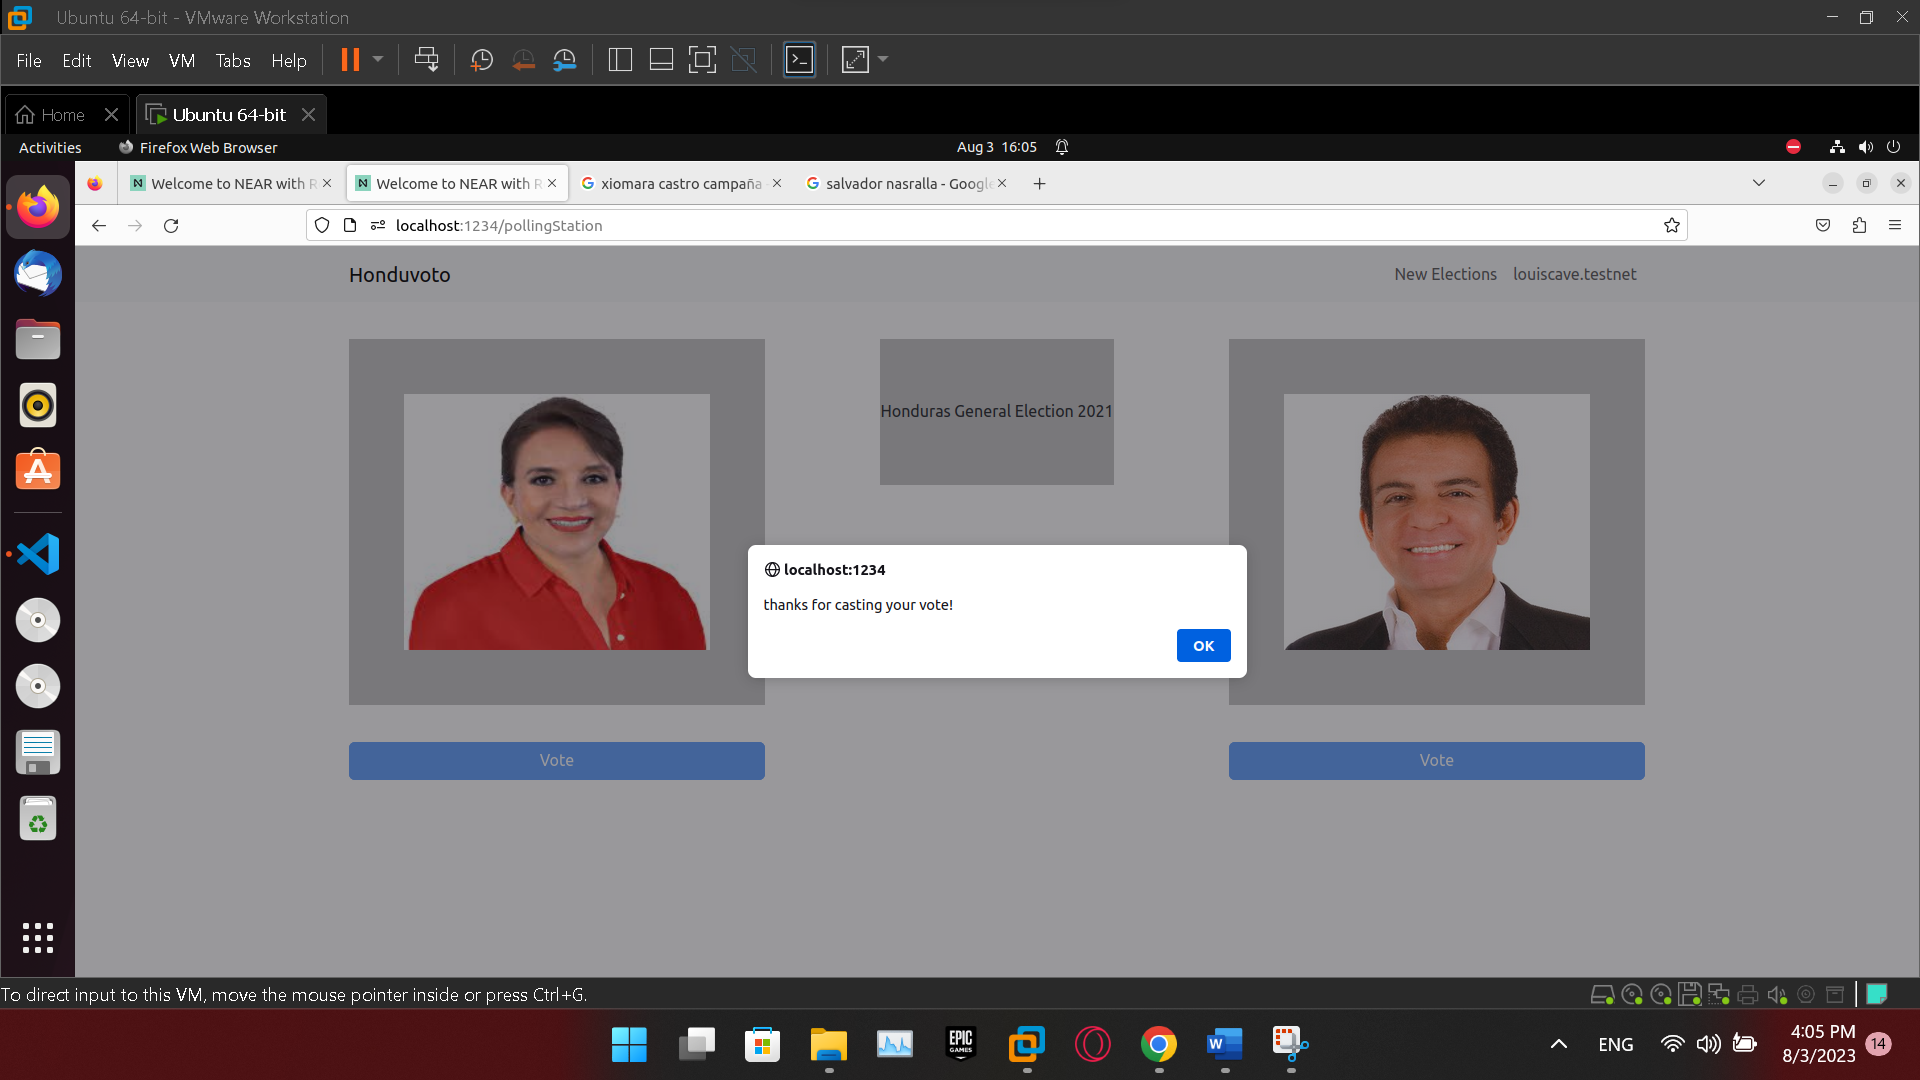 Ubuntu 64-bit - VMware Workstation
File Edit View VM Tabs Help
Home
Ubuntu 64-bit
Activities
Firefox Web Browser
Aug 3 16:05
Welcome to NEAR with R
Welcome to NEAR with R
xiomara castro campaña
salvador nasralla - Google
localhost:1234/pollingStation
Honduvoto
New Elections
louiscave.testnet
Honduras General Election 2021
localhost:1234
thanks for casting your vote!
OK
Vote
Vote
To direct input to this VM, move the mouse pointer inside or press Ctrl+G.
EPIC
GAMES
W
ENG
4:05 PM
8/3/2023
14